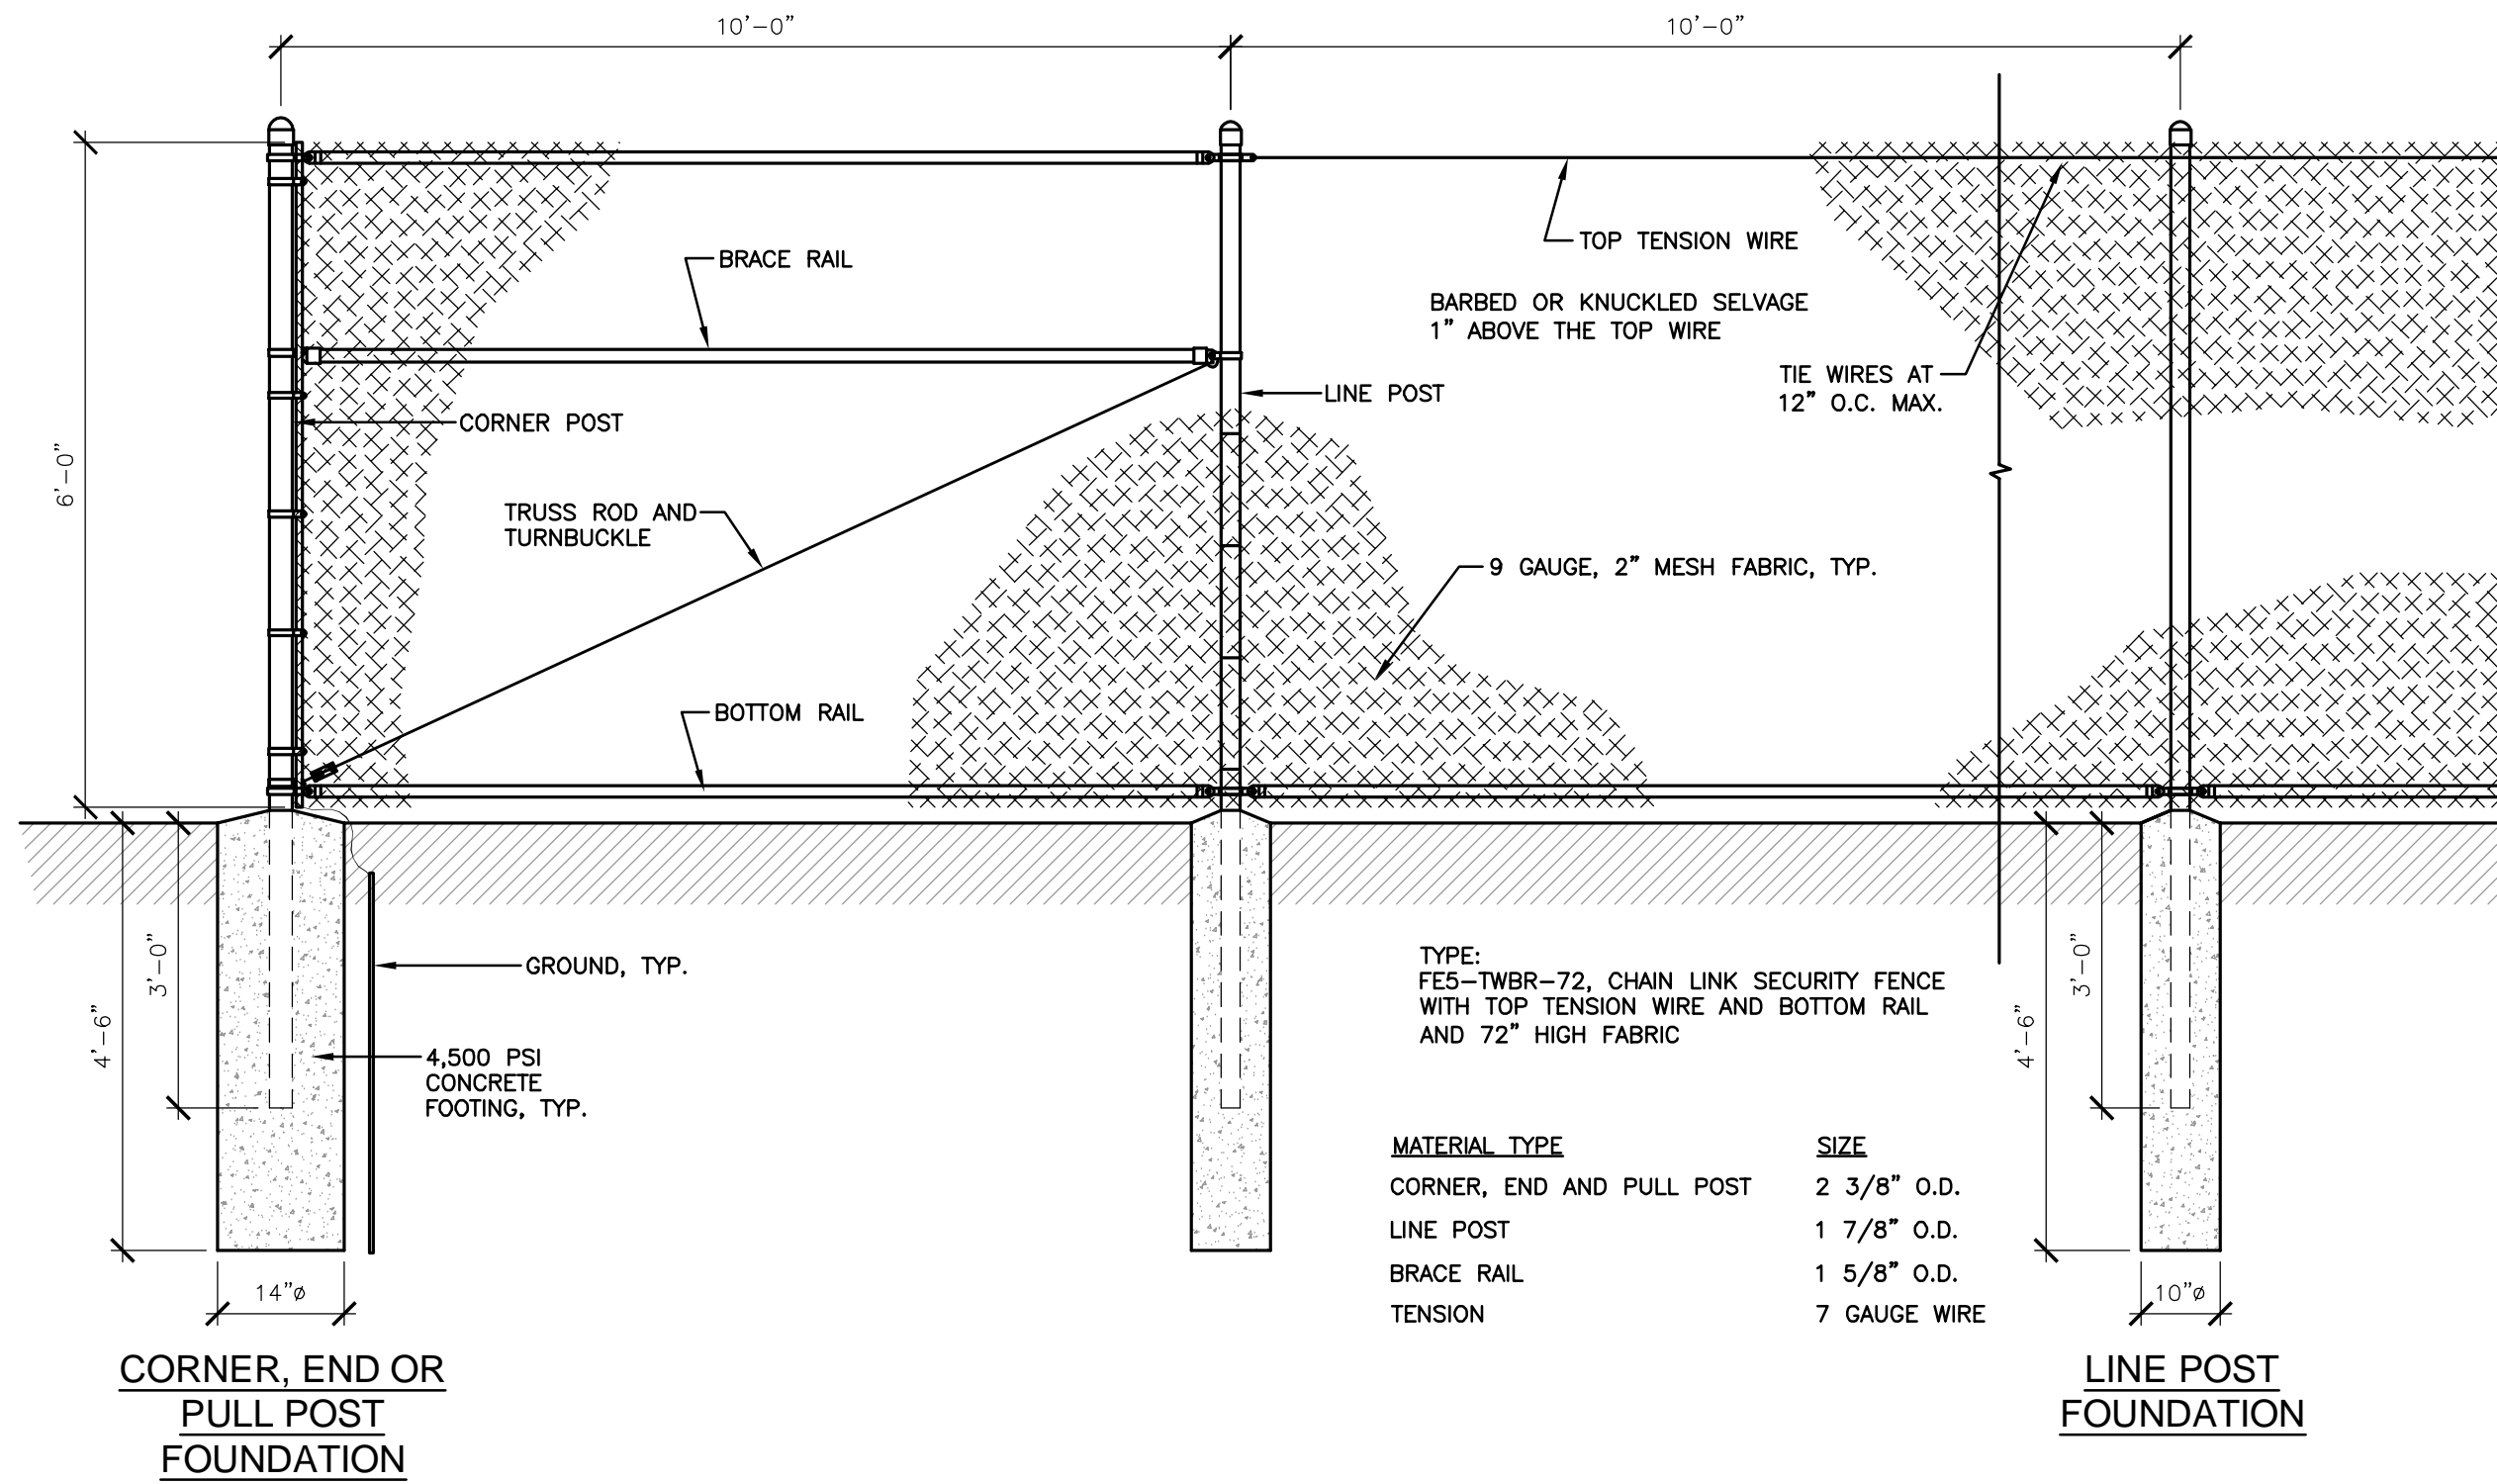 10'-0"
10'-0"
6'-0"
BRACE RAIL
TOP TENSION WIRE
BARBED OR KNUCKLED SELVAGE
1" ABOVE THE TOP WIRE
TIE WIRES AT
12" O.C. MAX.
LINE POST
CORNER POST
TRUSS ROD AND
TURNBUCKLE
9 GAUGE, 2" MESH FABRIC, TYP.
BOTTOM RAIL
3'-0"
4'-6"
GROUND, TYP.
4,500 PSI
CONCRETE
FOOTING, TYP.
TYPE:
FE5-TWBR-72, CHAIN LINK SECURITY FENCE
WITH TOP TENSION WIRE AND BOTTOM RAIL
AND 72" HIGH FABRIC
3'-0"
4'-6"
MATERIAL TYPE SIZE
CORNER, END AND PULL POST 2 3/8" O.D.
LINE POST 1 7/8" O.D.
BRACE RAIL 1 5/8" O.D.
TENSION 7 GAUGE WIRE
14"ø
10"ø
CORNER, END OR
PULL POST
FOUNDATION
LINE POST
FOUNDATION